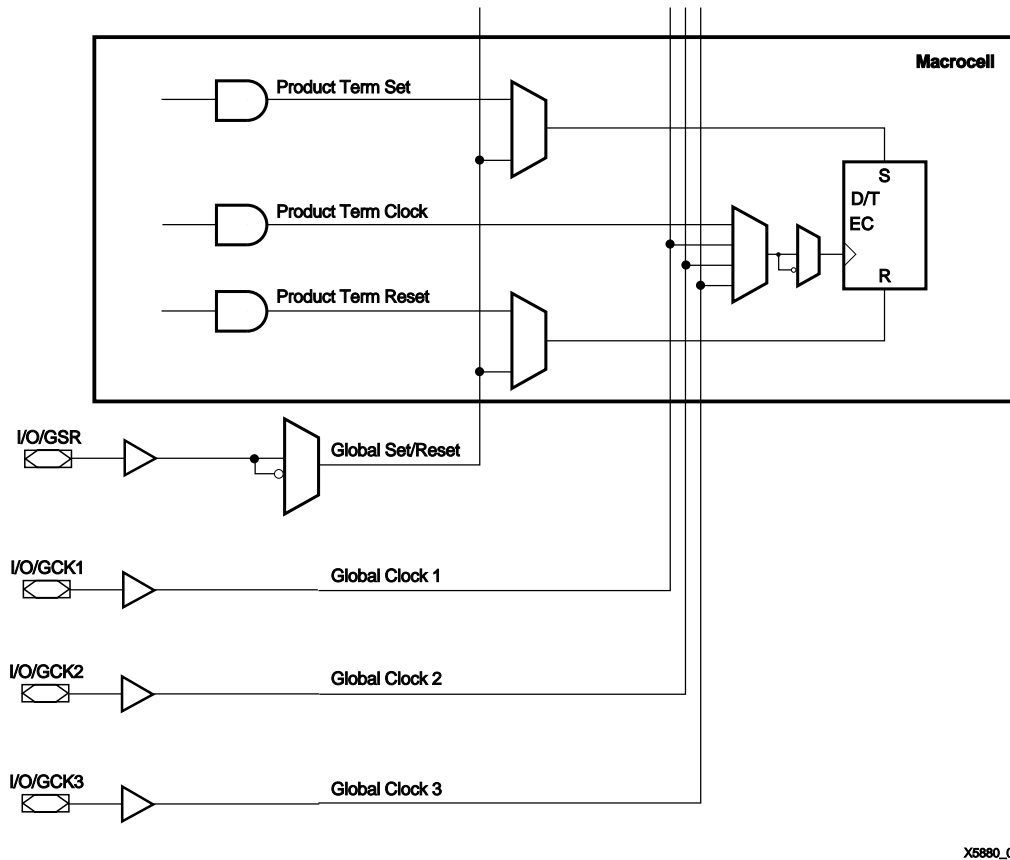 Macrocell
Product Term Set
S
D/T
Product Term Clock
EC
R
Product Term Reset
I/O/GSR
Global Set/Reset
I/O/GCK1
Global Clock 1
I/O/GCK2
Global Clock 2
I/O/GCK3
Global Clock 3
X5880_0